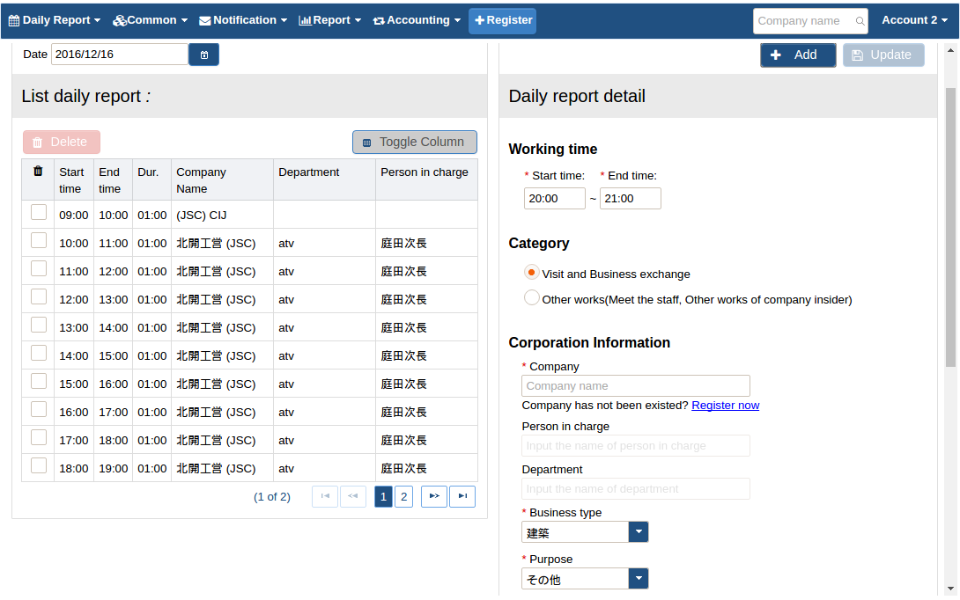 Daily Report Common Notification Report Accounting Register Company name Account 2
Date 2016/12/16
Add Update
List daily report :
Daily report detail
Delete Toggle Column
Start time End time Dur. Company Name Department Person in charge
09:00 10:00 01:00 (JSC) CIJ
10:00 11:00 01:00 北開工営 (JSC) atv 庭田次長
11:00 12:00 01:00 北開工営 (JSC) atv 庭田次長
12:00 13:00 01:00 北開工営 (JSC) atv 庭田次長
13:00 14:00 01:00 北開工営 (JSC) atv 庭田次長
14:00 15:00 01:00 北開工営 (JSC) atv 庭田次長
15:00 16:00 01:00 北開工営 (JSC) atv 庭田次長
16:00 17:00 01:00 北開工営 (JSC) atv 庭田次長
17:00 18:00 01:00 北開工営 (JSC) atv 庭田次長
18:00 19:00 01:00 北開工営 (JSC) atv 庭田次長
(1 of 2) 1 2
Working time
* Start time: * End time:
20:00 ~ 21:00
Category
Visit and Business exchange
Other works(Meet the staff, Other works of company insider)
Corporation Information
* Company
Company name
Company has not been existed? Register now
Person in charge
Input the name of person in charge
Department
Input the name of department
* Business type
建築
* Purpose
その他